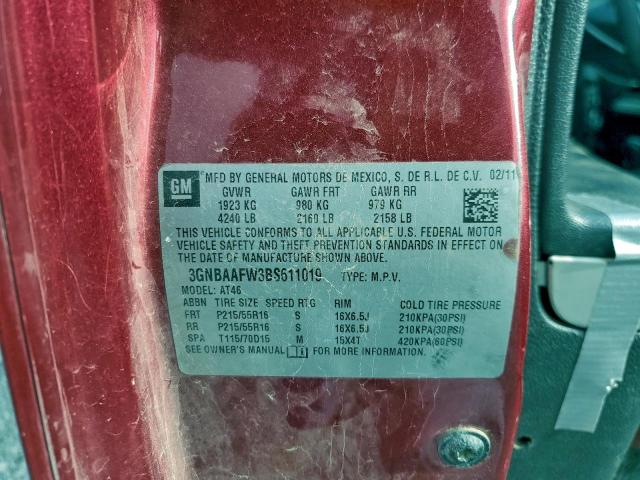 GM
MFD BY GENERAL MOTORS DE MEXICO, S. DE R.L. DE C.V. 02/11
GVWR GAWR FRT GAWR RR
1923 KG 980 KG 979 KG
4240 LB 2160 LB 2158 LB
THIS VEHICLE CONFORMS TO ALL APPLICABLE U.S. FEDERAL MOTOR
VEHICLE SAFETY AND THEFT PREVENTION STANDARDS IN EFFECT ON
THE DATE OF MANUFACTURE SHOWN ABOVE.
3GNBAAFW3BS611019 TYPE: M.P.V.
MODEL: AT46
ABBN TIRE SIZE SPEED RTG RIM COLD TIRE PRESSURE
FRT P215/55R16 S 16X6.5J 210KPA(30PSI)
RR P215/55R16 S 16X6.5J 210KPA(30PSI)
SPA T115/70D15 M 15X4T 420KPA(60PSI)
SEE OWNER'S MANUAL FOR MORE INFORMATION